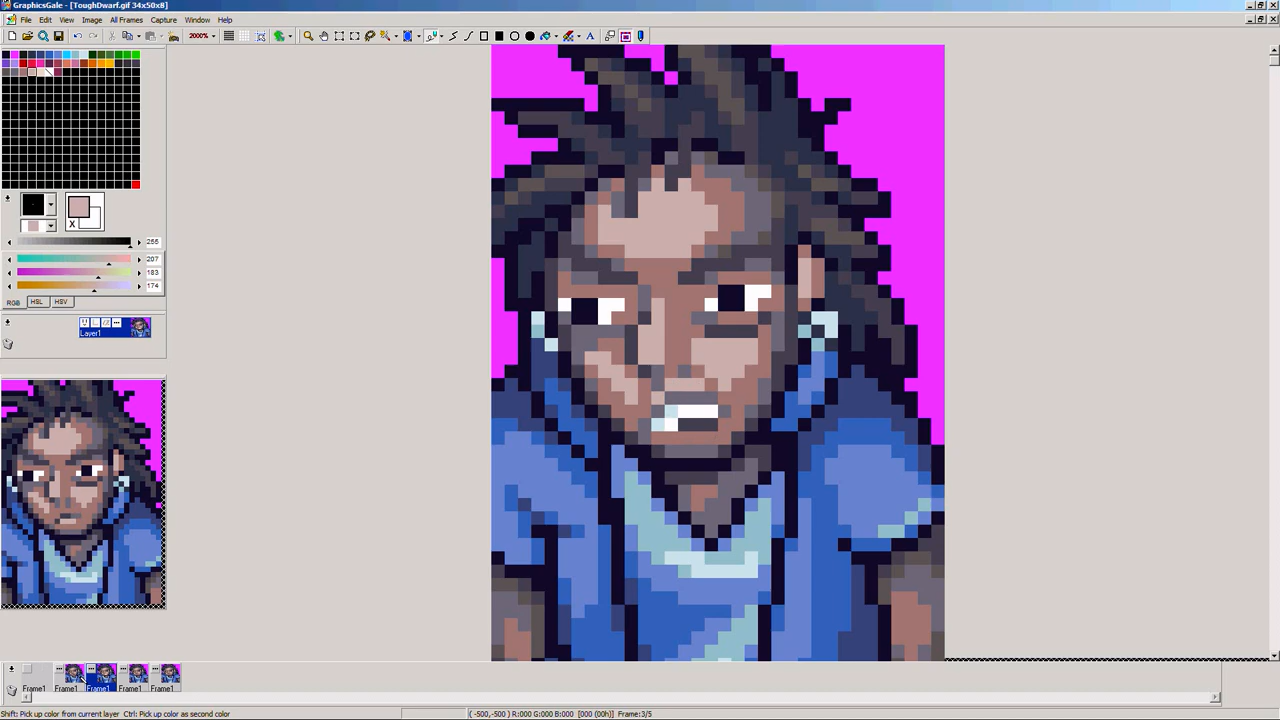 GraphicsGale - [ToughDwarf.gif 34x50x8]
File Edit View Image All Frames Capture Window Help
2000%
A
X
255
207
183
174
RGB HSL HSV
Layer1
Frame1 Frame1 Frame1 Frame1 Frame1
Shift: Pick up color from current layer Ctrl: Pick up color as second color
( -500,-500 ) R:000 G:000 B:000 [000 (00h)] Frame:3/5